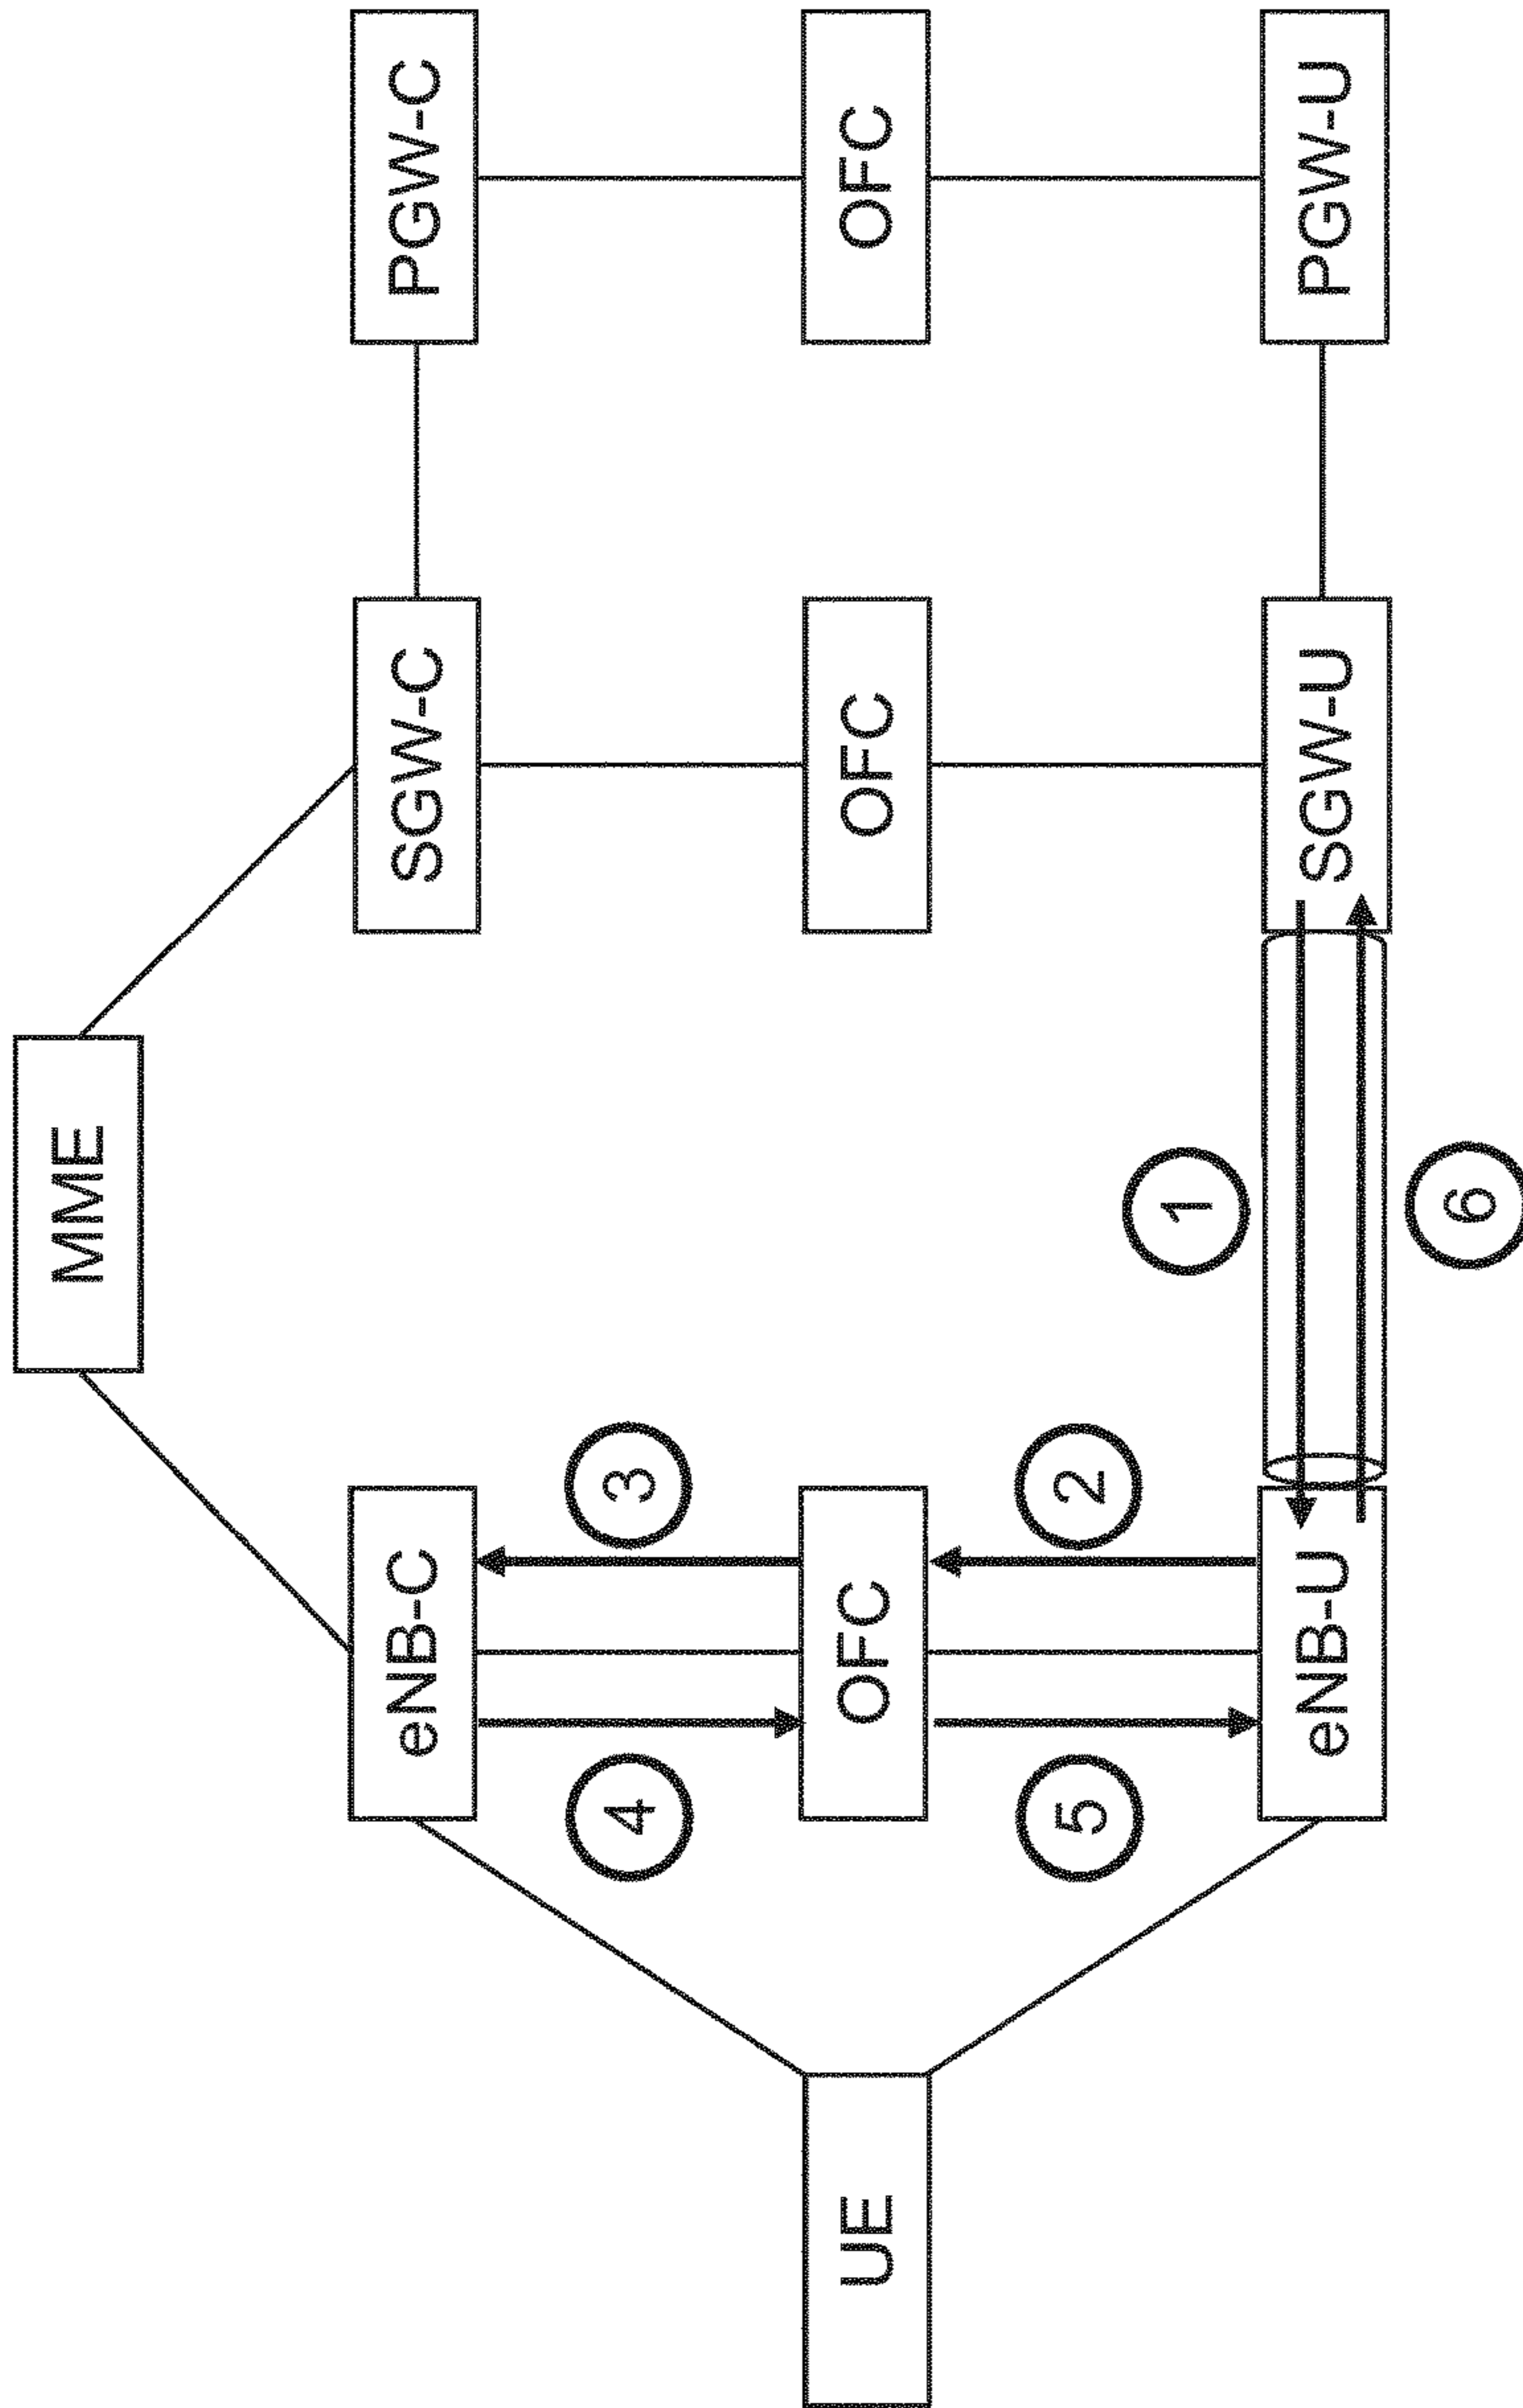 MME
eNB-C
SGW-C
PGW-C
4
3
UE
OFC
OFC
OFC
5
2
1
eNB-U
SGW-U
PGW-U
6